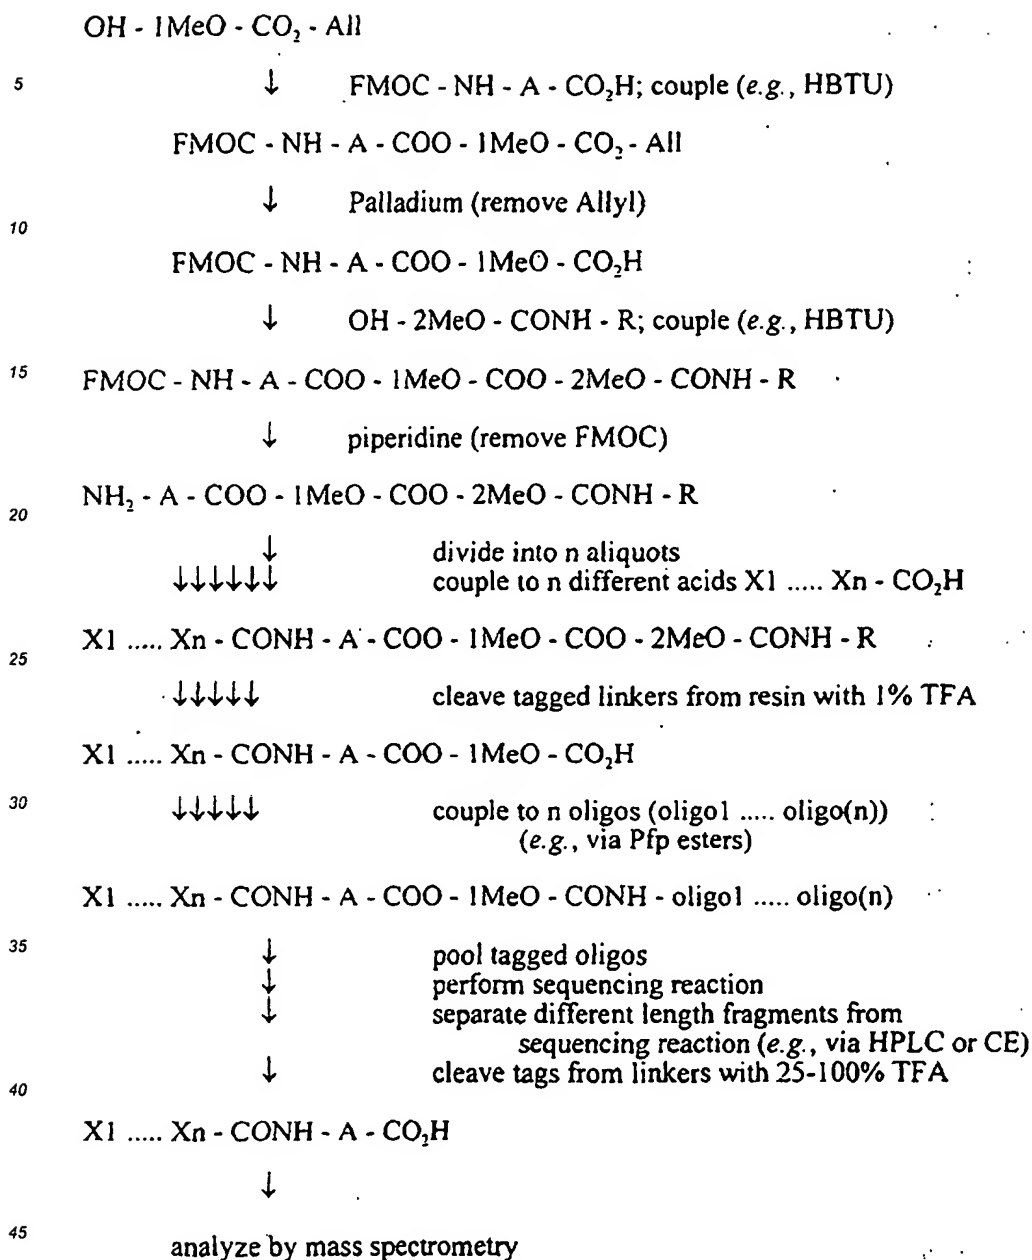 OH - 1MeO - CO₂ - All
5 ↓ FMOC - NH - A - CO₂H; couple (e.g., HBTU)
FMOC - NH - A - COO - 1MeO - CO₂ - All
↓ Palladium (remove Allyl)
10
FMOC - NH - A - COO - 1MeO - CO₂H
↓ OH - 2MeO - CONH - R; couple (e.g., HBTU)
15 FMOC - NH - A - COO - 1MeO - COO - 2MeO - CONH - R
↓ piperidine (remove FMOC)
NH₂ - A - COO - 1MeO - COO - 2MeO - CONH - R
20
↓ divide into n aliquots
↓↓↓↓↓↓ couple to n different acids X1 ..... Xn - CO₂H
X1 ..... Xn - CONH - A - COO - 1MeO - COO - 2MeO - CONH - R
25
↓↓↓↓↓ cleave tagged linkers from resin with 1% TFA
X1 ..... Xn - CONH - A - COO - 1MeO - CO₂H
30 ↓↓↓↓↓ couple to n oligos (oligo1 ..... oligo(n))
(e.g., via Pfp esters)
X1 ..... Xn - CONH - A - COO - 1MeO - CONH - oligo1 ..... oligo(n)
35 ↓ pool tagged oligos
↓ perform sequencing reaction
↓ separate different length fragments from
sequencing reaction (e.g., via HPLC or CE)
↓ cleave tags from linkers with 25-100% TFA
40
X1 ..... Xn - CONH - A - CO₂H
↓
45 analyze by mass spectrometry